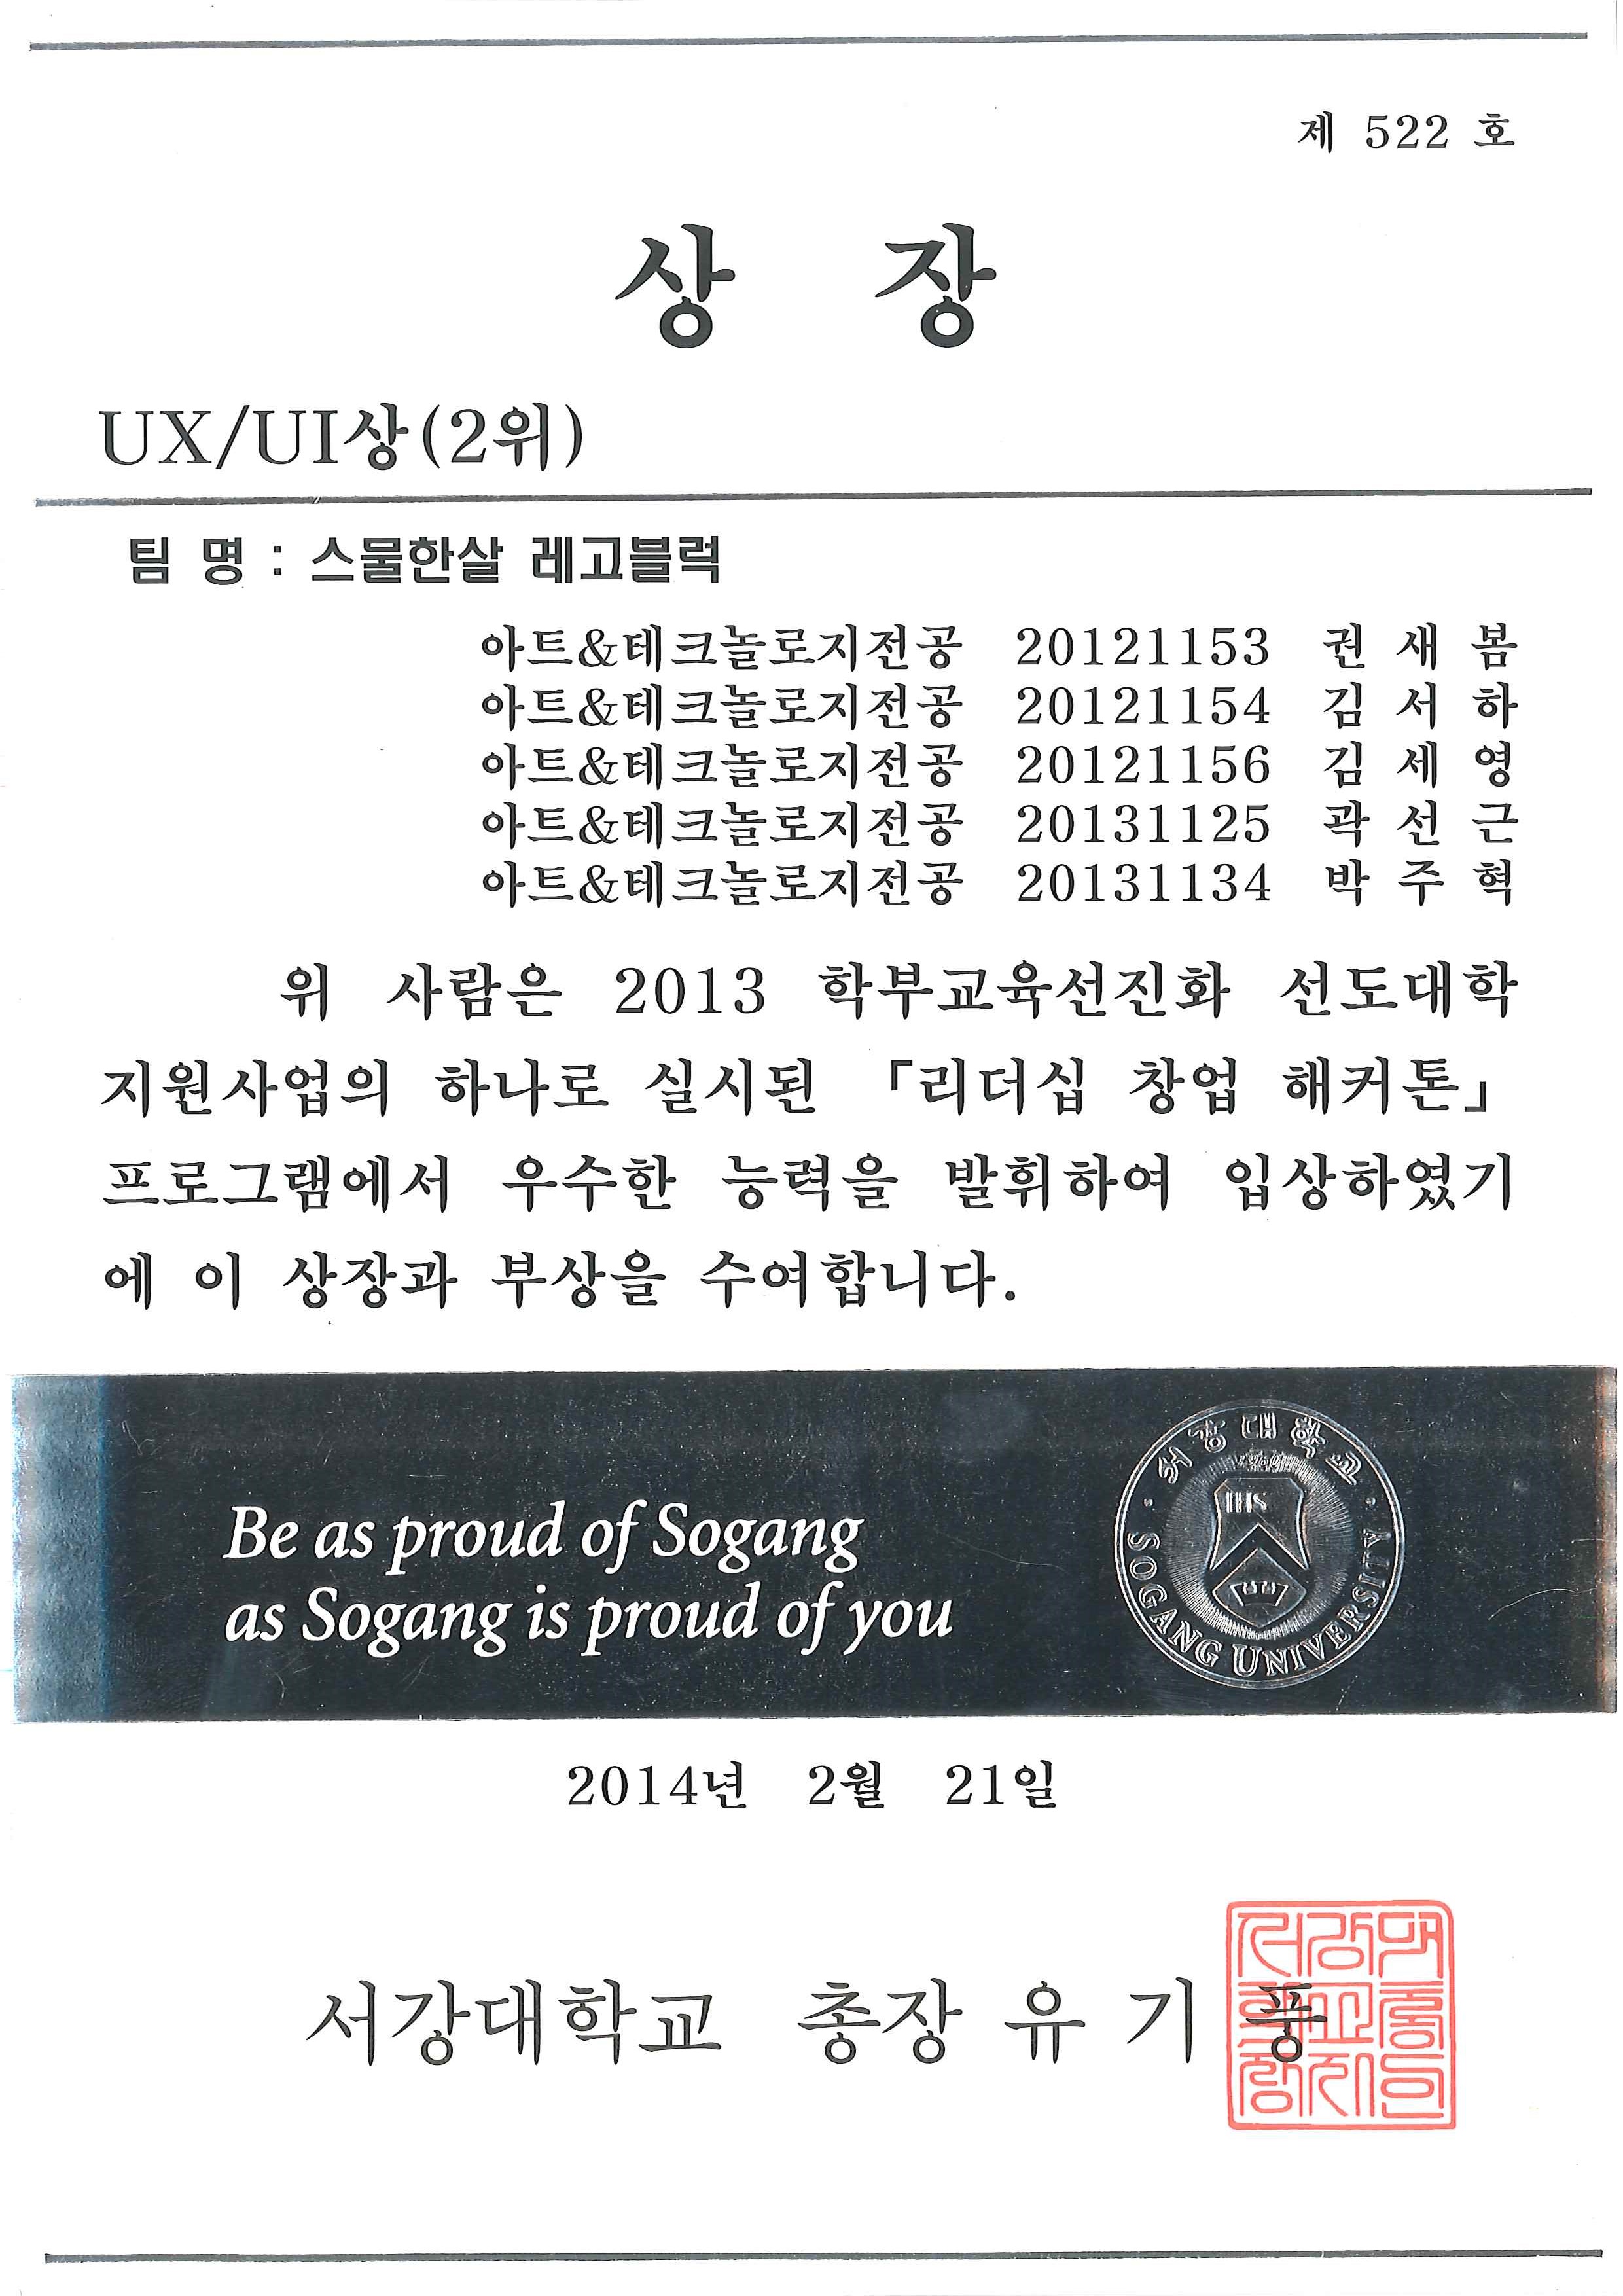 제 522 호
상 장
UX/UI상(2위)
팀 명 : 스물한살 레고블럭
아트&테크놀로지전공 20121153 권 새 봄
아트&테크놀로지전공 20121154 김 서 하
아트&테크놀로지전공 20121156 김 세 영
아트&테크놀로지전공 20131125 곽 선 근
아트&테크놀로지전공 20131134 박 주 혁
위 사람은 2013 학부교육선진화 선도대학
지원사업의 하나로 실시된 「리더십 창업 해커톤」
프로그램에서 우수한 능력을 발휘하여 입상하였기
에 이 상장과 부상을 수여합니다.
Be as proud of Sogang
as Sogang is proud of you
서강대학교
IHS
SOGANG UNIVERSITY
2014년 2월 21일
서강대학교 총장 유 기 풍